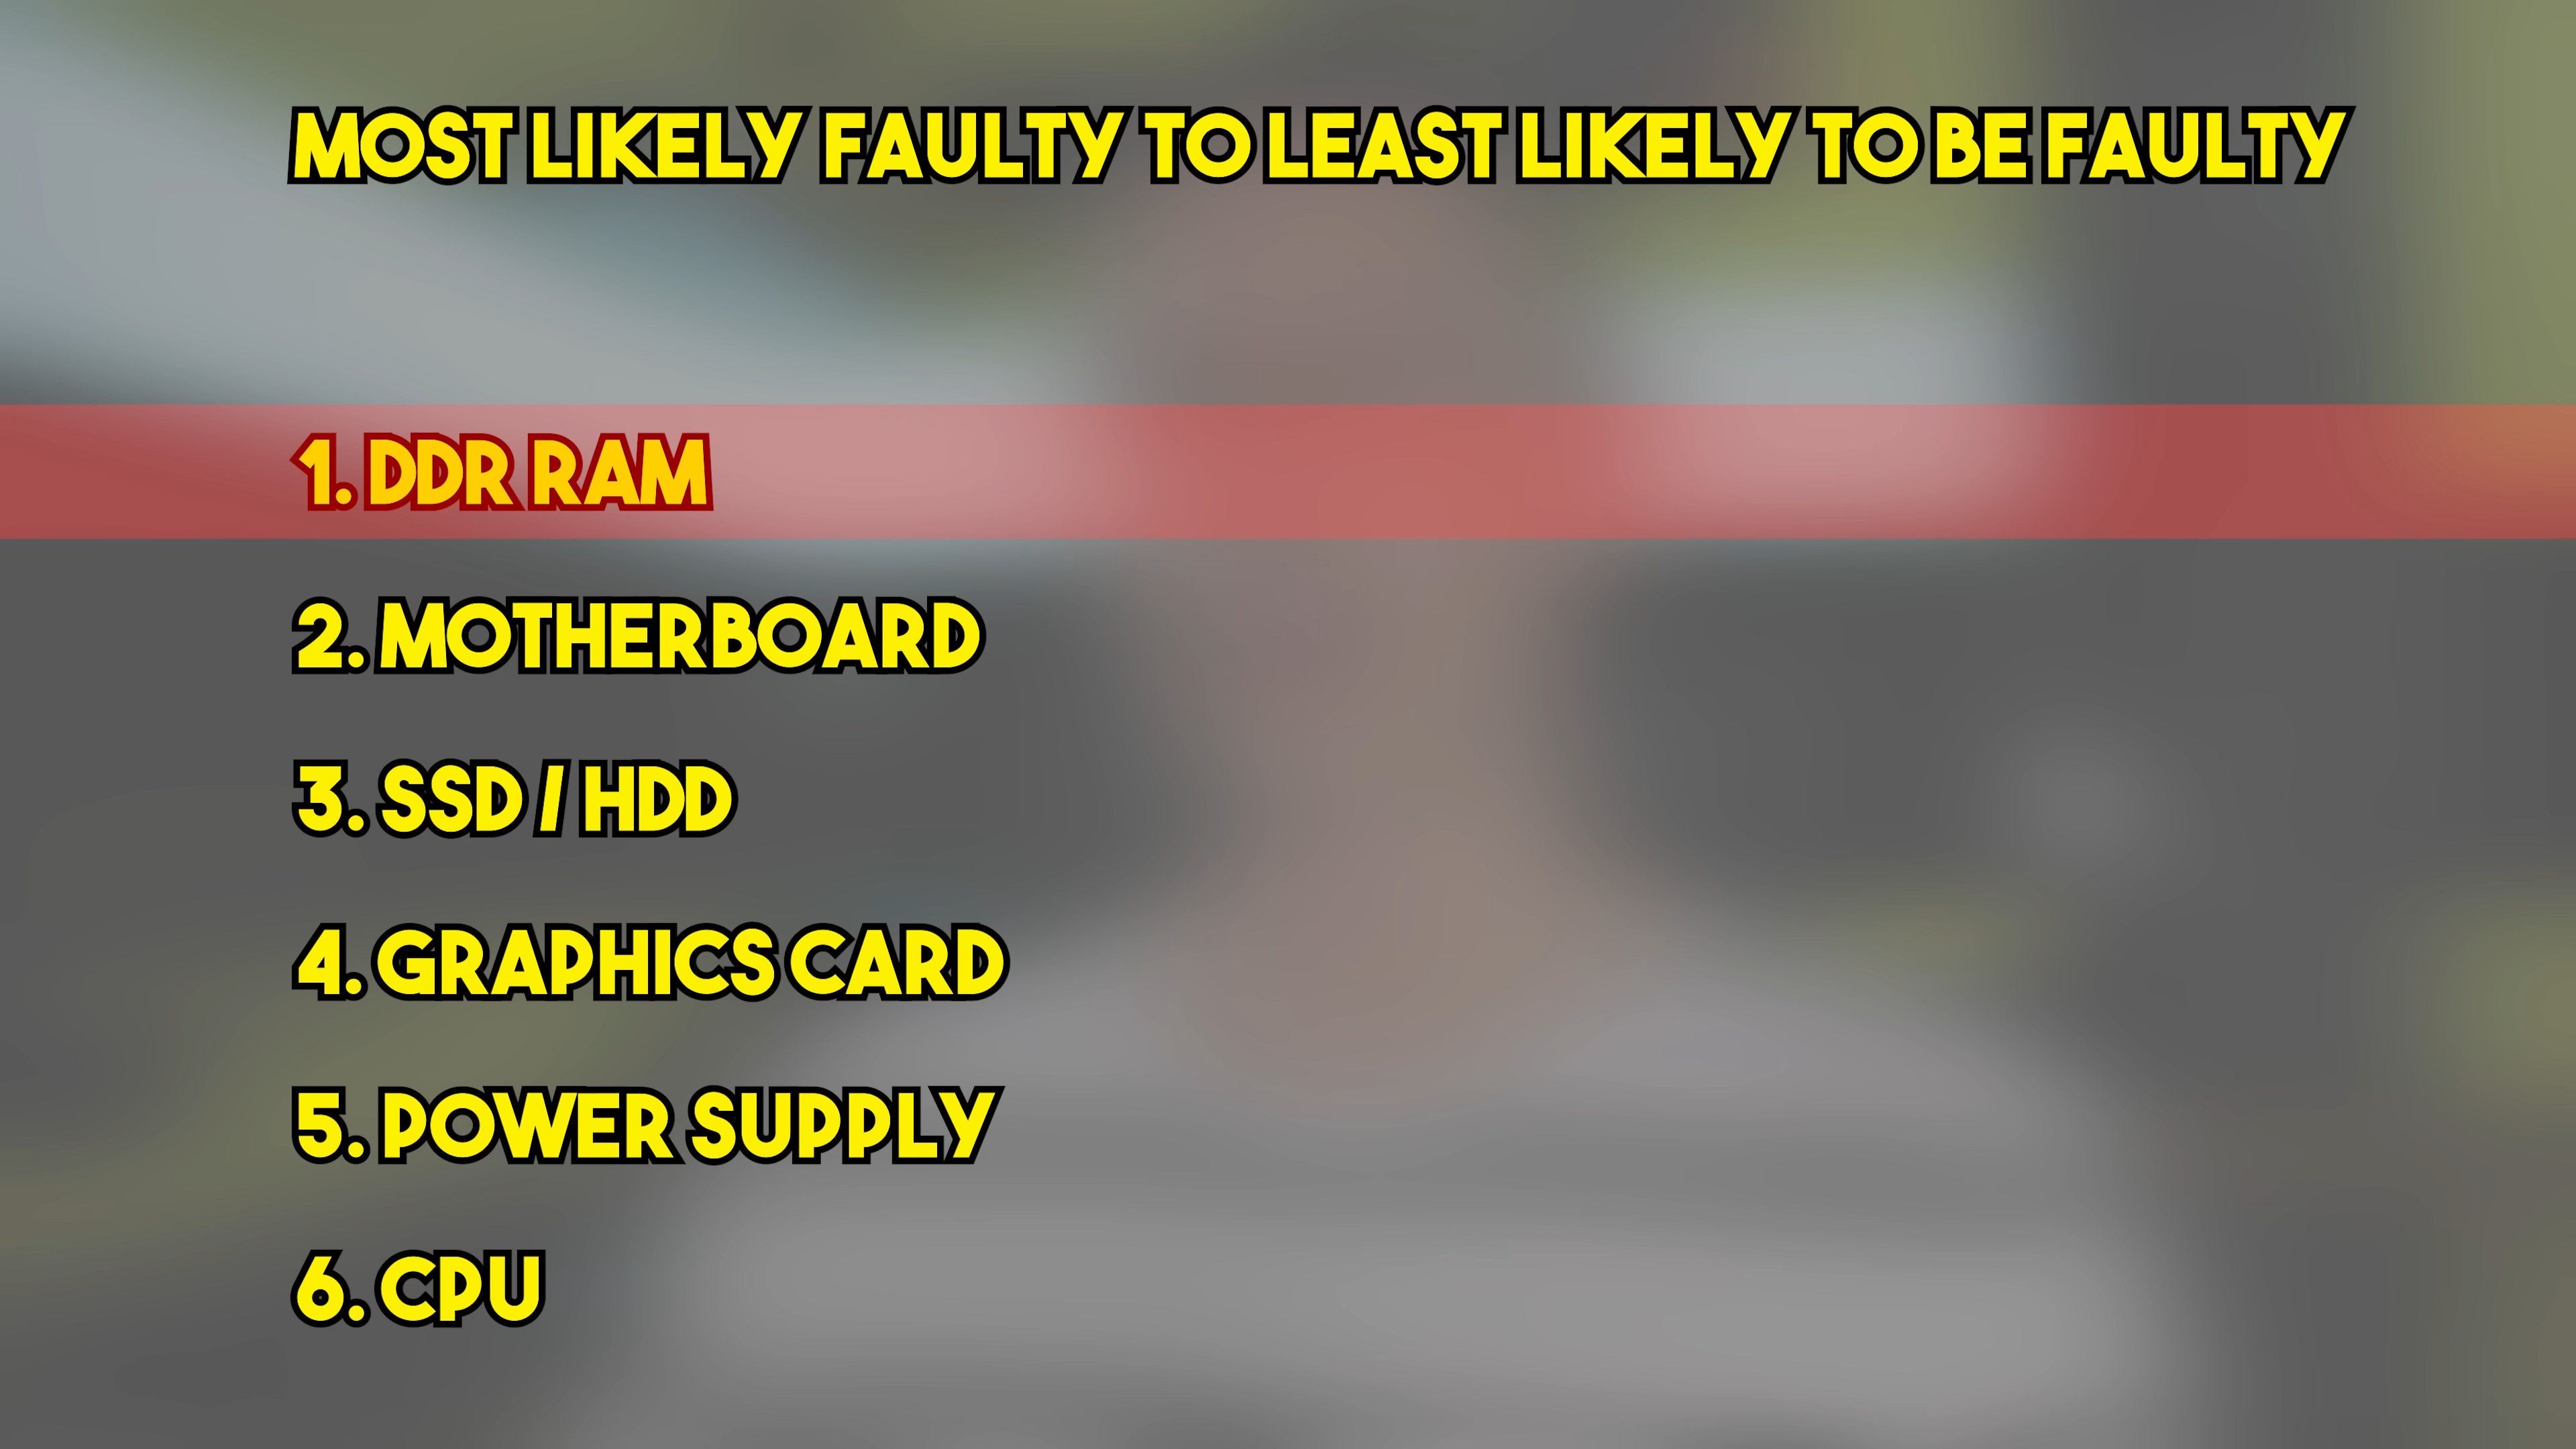 MOST LIKELY FAULTY TO LEAST LIKELY TO BE FAULTY
1. DDR RAM
2. MOTHERBOARD
3. SSD / HDD
4. GRAPHICS CARD
5. POWER SUPPLY
6. CPU